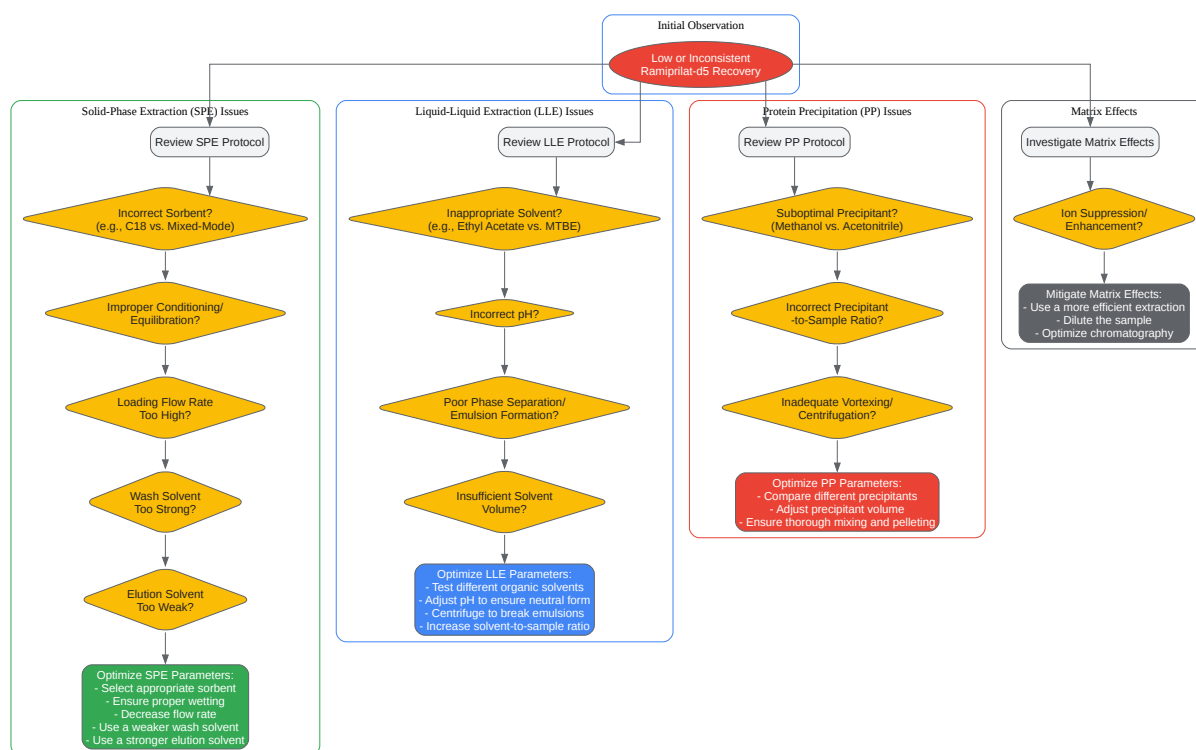 Initial Observation
Low or Inconsistent
Ramiprilat-d5 Recovery
Solid-Phase Extraction (SPE) Issues
Review SPE Protocol
Incorrect Sorbent?
(e.g., C18 vs. Mixed-Mode)
Improper Conditioning/
Equilibration?
Loading Flow Rate
Too High?
Wash Solvent
Too Strong?
Elution Solvent
Too Weak?
Optimize SPE Parameters:
- Select appropriate sorbent
- Ensure proper wetting
- Decrease flow rate
- Use a weaker wash solvent
- Use a stronger elution solvent
Liquid-Liquid Extraction (LLE) Issues
Review LLE Protocol
Inappropriate Solvent?
(e.g., Ethyl Acetate vs. MTBE)
Incorrect pH?
Poor Phase Separation/
Emulsion Formation?
Insufficient Solvent
Volume?
Optimize LLE Parameters:
- Test different organic solvents
- Adjust pH to ensure neutral form
- Centrifuge to break emulsions
- Increase solvent-to-sample ratio
Protein Precipitation (PP) Issues
Review PP Protocol
Suboptimal Precipitant?
(Methanol vs. Acetonitrile)
Incorrect Precipitant
-to-Sample Ratio?
Inadequate Vortexing/
Centrifugation?
Optimize PP Parameters:
- Compare different precipitants
- Adjust precipitant volume
- Ensure thorough mixing and pelleting
Matrix Effects
Investigate Matrix Effects
Ion Suppression/
Enhancement?
Mitigate Matrix Effects:
- Use a more efficient extraction
- Dilute the sample
- Optimize chromatography